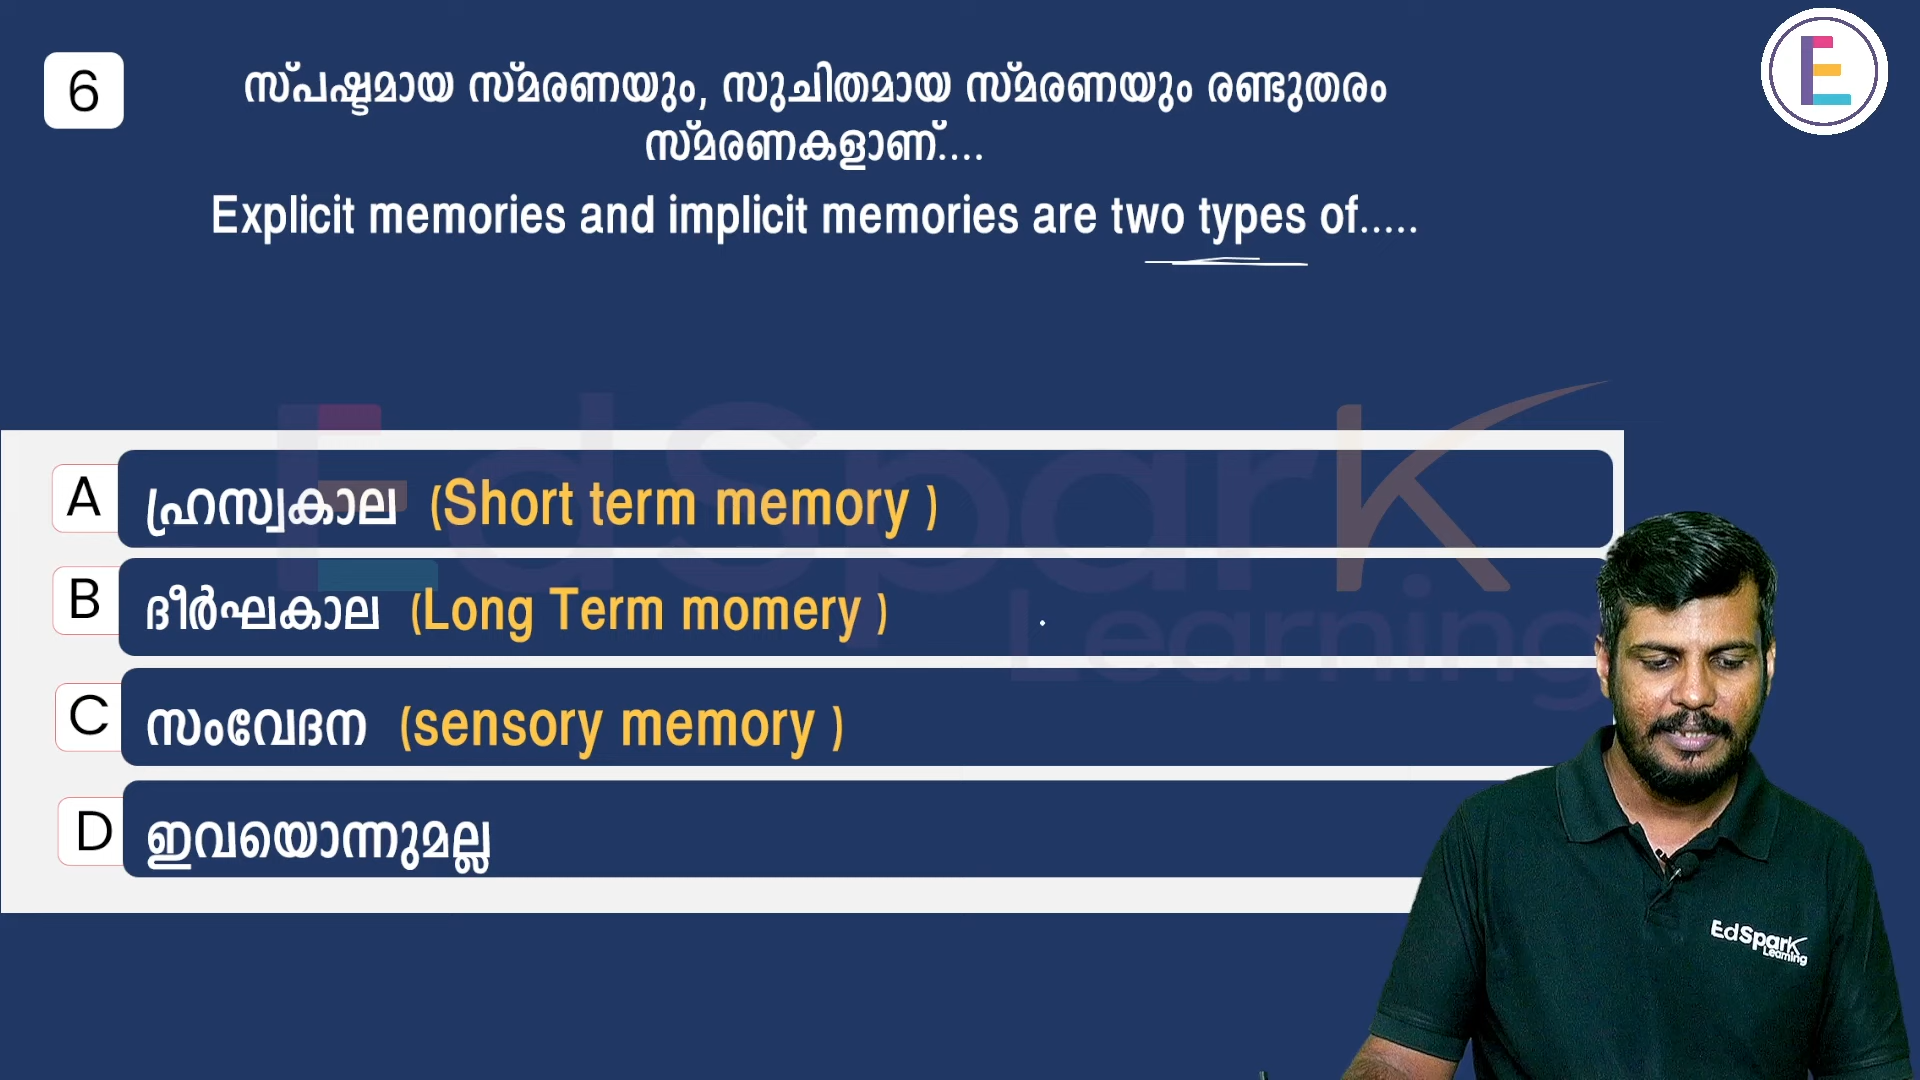 6
സ്പഷ്ടമായ സ്മരണയും, സുചിതമായ സ്മരണയും രണ്ടുതരം
സ്മരണകളാണ്....
Explicit memories and implicit memories are two types of.....
A ഹ്രസ്വകാല (Short term memory )
B ദീർഘകാല (Long Term momery )
C സംവേദന (sensory memory )
D ഇവയൊന്നുമല്ല
EdSpark
Learning
EdSpark
Learning
E